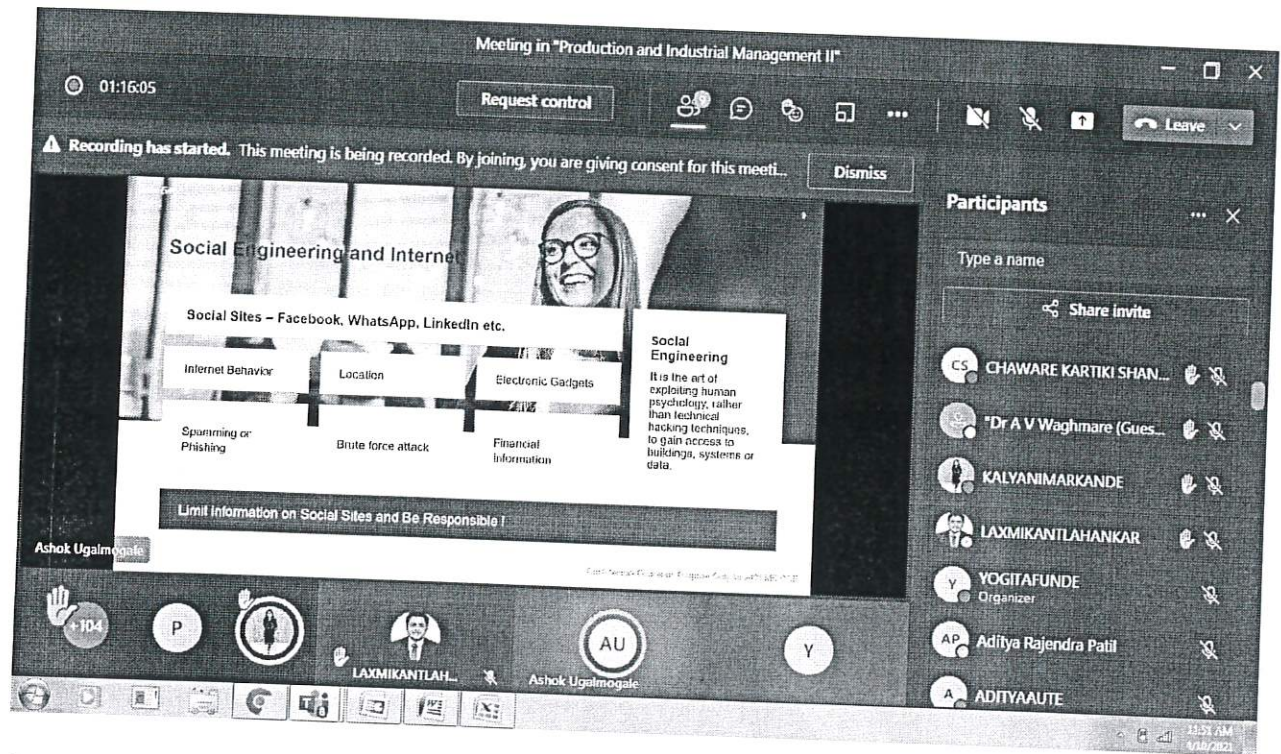 Meeting in "Production and Industrial Management II"
01:16:05
Request control
9
Leave
Recording has started. This meeting is being recorded. By joining, you are giving consent for this meeti...
Dismiss
Social Engineering and Internet
Social Sites – Facebook, WhatsApp, LinkedIn etc.
Internet Behavior
Location
Electronic Gadgets
Spamming or
Phishing
Brute force attack
Financial
Information
Social
Engineering
It is the art of
exploiting human
psychology, rather
than technical
hacking techniques,
to gain access to
buildings, systems or
data.
Limit Information on Social Sites and Be Responsible !
Ashok Ugalmogale
+104
P
LAXMIKANTLAH...
AU
Ashok Ugalmogale
Y
Participants
Type a name
Share invite
CS CHAWARE KARTIKI SHAN...
"Dr A V Waghmare (Gues...
KALYANIMARKANDE
LAXMIKANTLAHANKAR
Y YOGITAFUNDE
Organizer
AP Aditya Rajendra Patil
A ADITYAAUTE